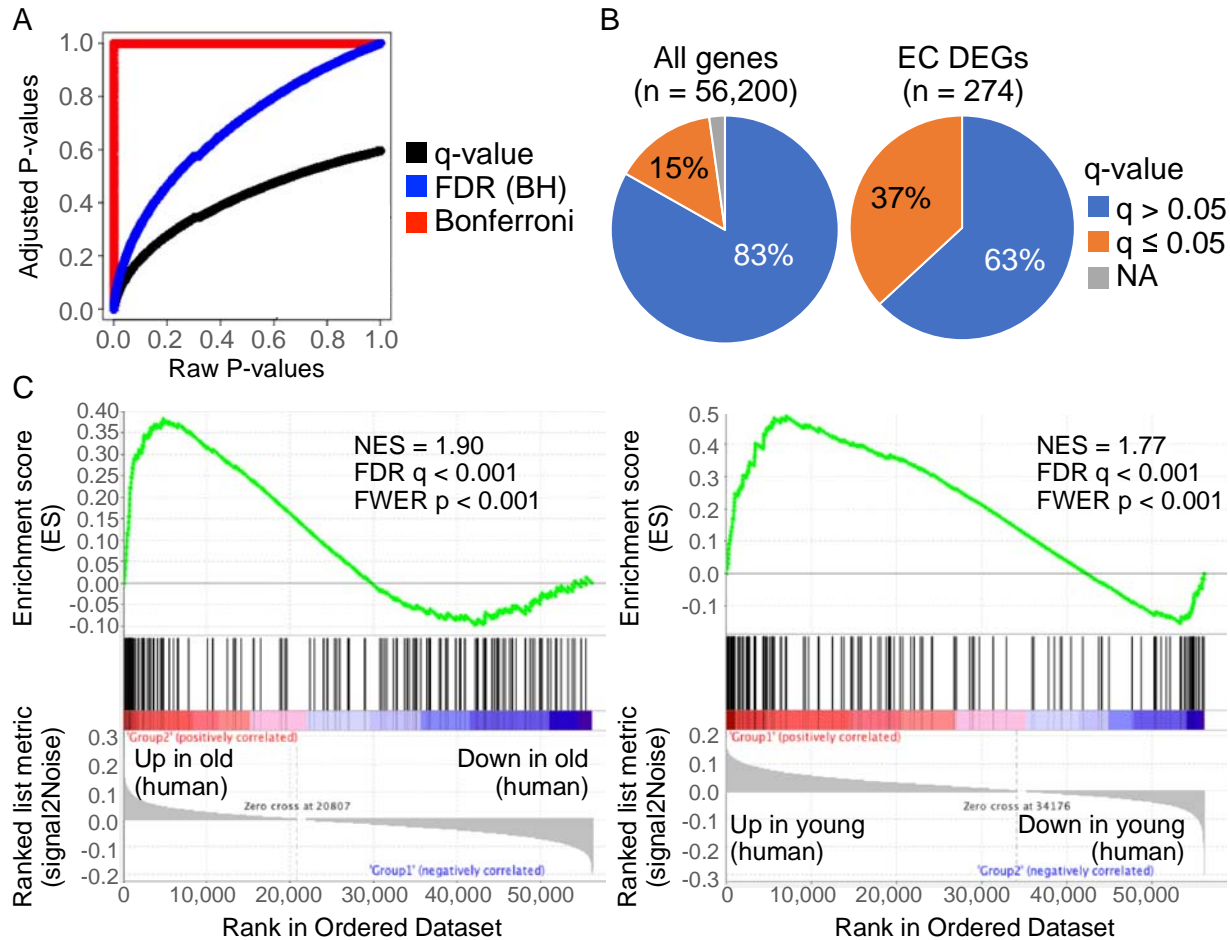 A
Adjusted P-values
1.0
0.8
0.6
0.4
0.2
0.0
0.0 0.2 0.4 0.6 0.8 1.0
Raw P-values
q-value
FDR (BH)
Bonferroni
B
All genes
(n = 56,200)
15%
83%
EC DEGs
(n = 274)
37%
63%
q-value
q > 0.05
q ≤ 0.05
NA
C
Enrichment score
(ES)
0.40
0.35
0.30
0.25
0.20
0.15
0.10
0.05
0.00
-0.05
-0.10
NES = 1.90
FDR q < 0.001
FWER p < 0.001
Ranked list metric
(signal2Noise)
0.3
0.2
0.1
0.0
-0.1
-0.2
'Group2' (positively correlated)
Up in old
(human)
Down in old
(human)
Zero cross at 20807
'Group1' (negatively correlated)
0 10,000 20,000 30,000 40,000 50,000
Rank in Ordered Dataset
Enrichment score
(ES)
0.5
0.4
0.3
0.2
0.1
0.0
-0.1
NES = 1.77
FDR q < 0.001
FWER p < 0.001
Ranked list metric
(signal2Noise)
0.2
0.1
0.0
-0.1
-0.2
-0.3
'Group1' (positively correlated)
Zero cross at 34176
Up in young
(human)
Down in young
(human)
'Group2' (negatively correlated)
0 10,000 20,000 30,000 40,000 50,000
Rank in Ordered Dataset